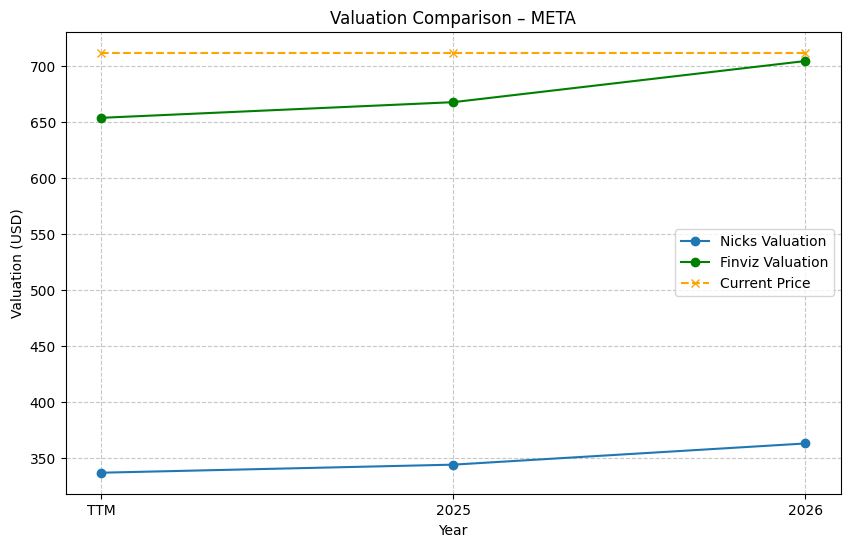 Valuation Comparison – META
Valuation (USD)
700
650
600
550
500
450
400
350
Nicks Valuation
Finviz Valuation
Current Price
TTM
2025
2026
Year